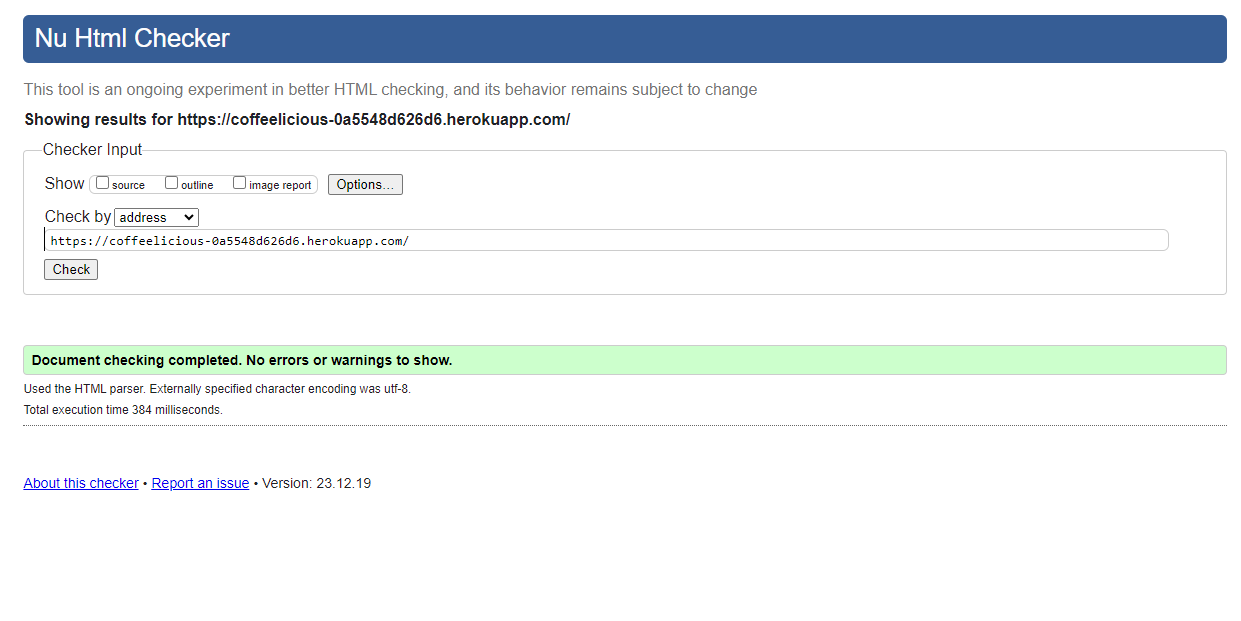 Nu Html Checker
This tool is an ongoing experiment in better HTML checking, and its behavior remains subject to change
Showing results for https://coffeelicious-0a5548d626d6.herokuapp.com/
Checker Input
Show source outline image report Options...
Check by address
https://coffeelicious-0a5548d626d6.herokuapp.com/
Check
Document checking completed. No errors or warnings to show.
Used the HTML parser. Externally specified character encoding was utf-8.
Total execution time 384 milliseconds.
About this checker • Report an issue • Version: 23.12.19